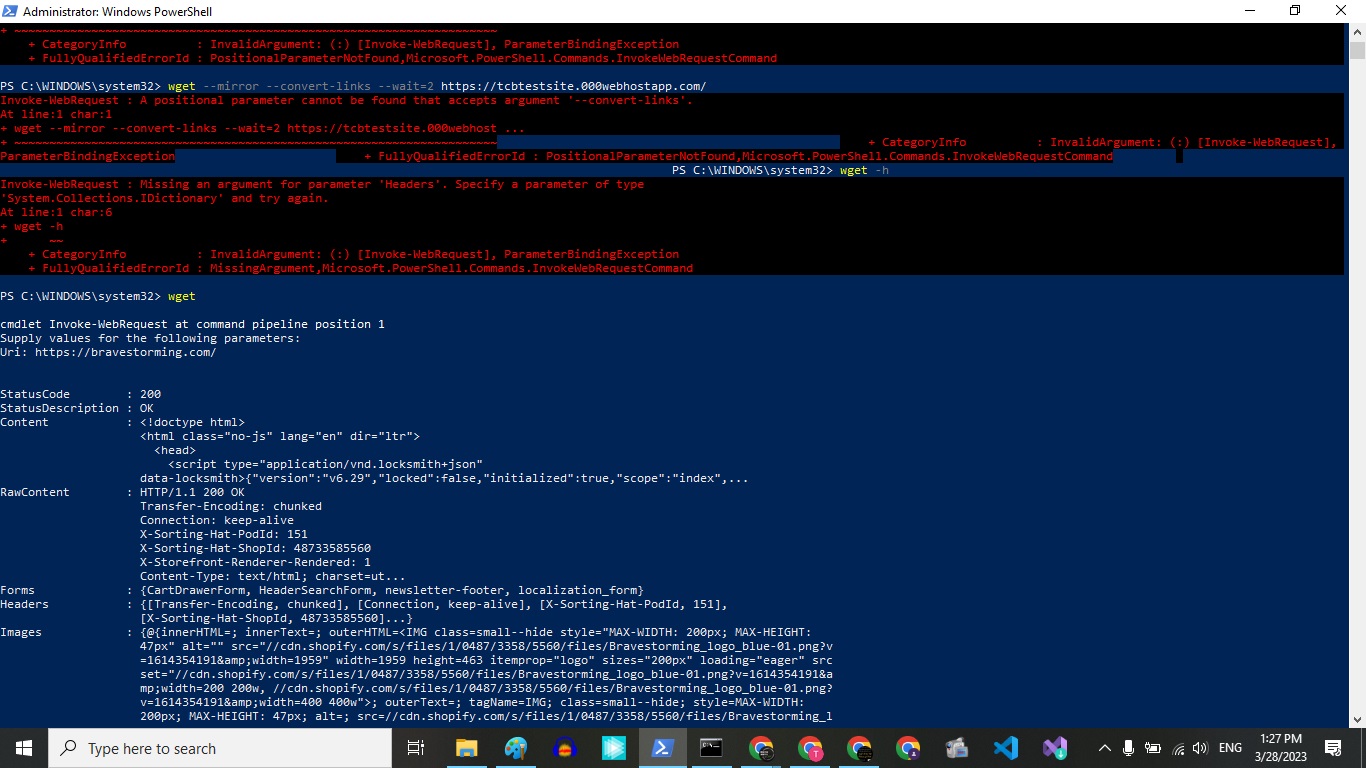 Administrator: Windows PowerShell
+ ~~~~~~~~~~~~~~~~~~~~~~~~~~~~~~~~~~~~~~~~~~~~~~~~~~~~~~~~~~~~~~~~~~~~~
+ CategoryInfo : InvalidArgument: (:) [Invoke-WebRequest], ParameterBindingException
+ FullyQualifiedErrorId : PositionalParameterNotFound,Microsoft.PowerShell.Commands.InvokeWebRequestCommand
PS C:\WINDOWS\system32> wget --mirror --convert-links --wait=2 https://tcbtestsite.000webhostapp.com/
Invoke-WebRequest : A positional parameter cannot be found that accepts argument '--convert-links'.
At line:1 char:1
+ wget --mirror --convert-links --wait=2 https://tcbtestsite.000webhost ...
+ ~~~~~~~~~~~~~~~~~~~~~~~~~~~~~~~~~~~~~~~~~~~~~~~~~~~~~~~~~~~~~~~~~~~~~ + CategoryInfo : InvalidArgument: (:) [Invoke-WebRequest],
ParameterBindingException + FullyQualifiedErrorId : PositionalParameterNotFound,Microsoft.PowerShell.Commands.InvokeWebRequestCommand
PS C:\WINDOWS\system32> wget -h
Invoke-WebRequest : Missing an argument for parameter 'Headers'. Specify a parameter of type
'System.Collections.IDictionary' and try again.
At line:1 char:6
+ wget -h
+ ~~
+ CategoryInfo : InvalidArgument: (:) [Invoke-WebRequest], ParameterBindingException
+ FullyQualifiedErrorId : MissingArgument,Microsoft.PowerShell.Commands.InvokeWebRequestCommand
PS C:\WINDOWS\system32> wget
cmdlet Invoke-WebRequest at command pipeline position 1
Supply values for the following parameters:
Uri: https://bravestorming.com/
StatusCode : 200
StatusDescription : OK
Content : <!doctype html>
<html class="no-js" lang="en" dir="ltr">
<head>
<script type="application/vnd.locksmith+json"
data-locksmith>{"version":"v6.29","locked":false,"initialized":true,"scope":"index",...
RawContent : HTTP/1.1 200 OK
Transfer-Encoding: chunked
Connection: keep-alive
X-Sorting-Hat-PodId: 151
X-Sorting-Hat-ShopId: 48733585560
X-Storefront-Renderer-Rendered: 1
Content-Type: text/html; charset=ut...
Forms : {CartDrawerForm, HeaderSearchForm, newsletter-footer, localization_form}
Headers : {[Transfer-Encoding, chunked], [Connection, keep-alive], [X-Sorting-Hat-PodId, 151],
[X-Sorting-Hat-ShopId, 48733585560]...}
Images : {@{innerHTML=; innerText=; outerHTML=<IMG class=small--hide style="MAX-WIDTH: 200px; MAX-HEIGHT:
47px" alt="" src="//cdn.shopify.com/s/files/1/0487/3358/5560/files/Bravestorming_logo_blue-01.png?v
=1614354191&amp;width=1959" width=1959 height=463 itemprop="logo" sizes="200px" loading="eager" src
set="//cdn.shopify.com/s/files/1/0487/3358/5560/files/Bravestorming_logo_blue-01.png?v=1614354191&a
mp;width=200 200w, //cdn.shopify.com/s/files/1/0487/3358/5560/files/Bravestorming_logo_blue-01.png?
v=1614354191&amp;width=400 400w">; outerText=; tagName=IMG; class=small--hide; style=MAX-WIDTH:
200px; MAX-HEIGHT: 47px; alt=; src=//cdn.shopify.com/s/files/1/0487/3358/5560/files/Bravestorming_l
Type here to search
ENG
1:27 PM
3/28/2023